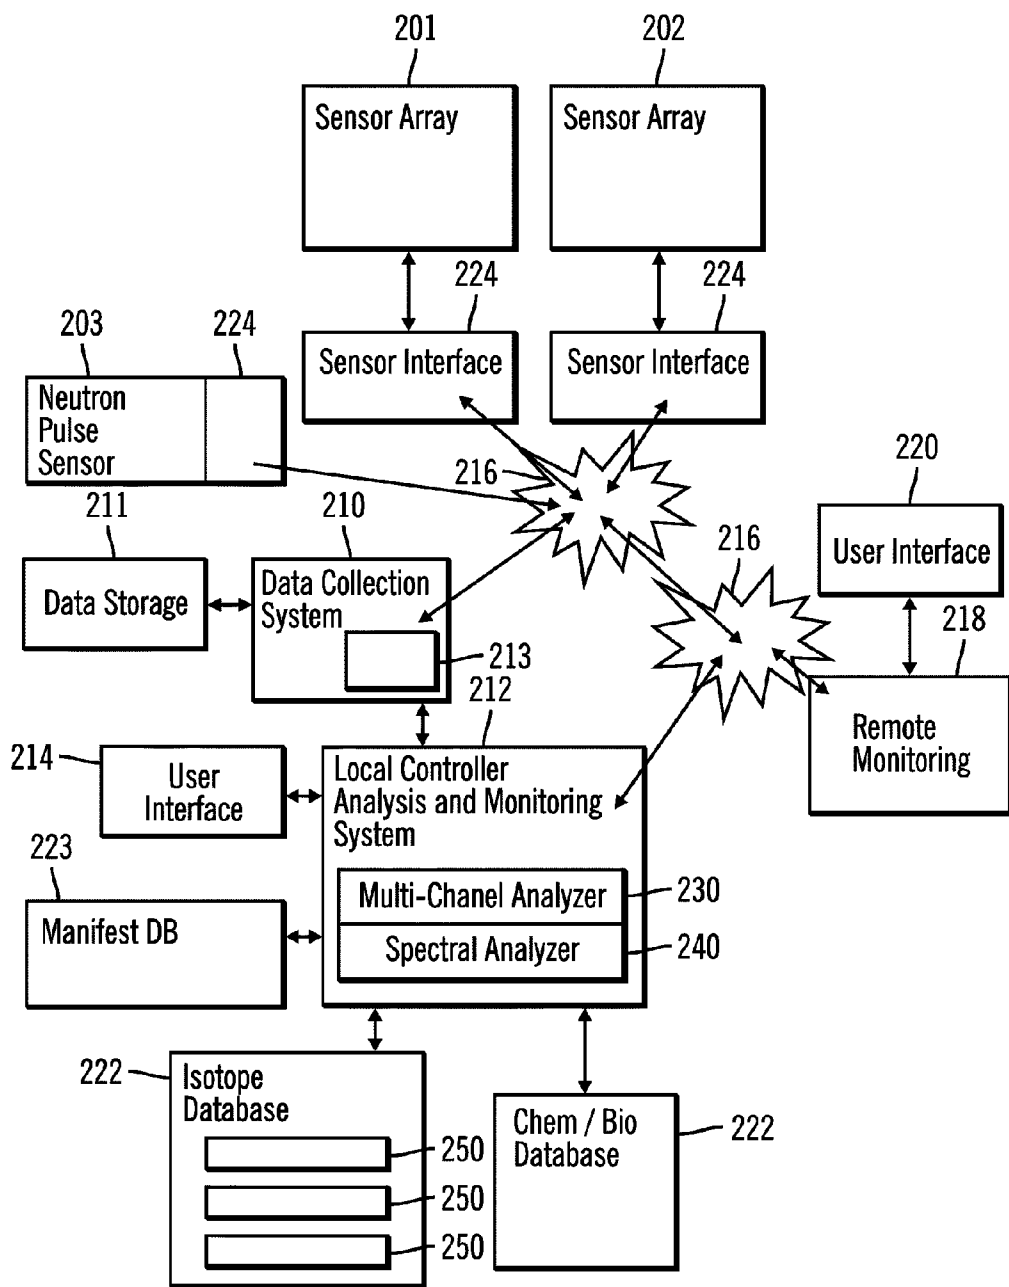 201
202
Sensor Array
Sensor Array
224
224
203
224
Sensor Interface
Sensor Interface
Neutron
Pulse
Sensor
216
220
211
210
216
User Interface
Data Storage
Data Collection
System
213
218
212
Remote
Monitoring
214
User
Interface
Local Controller
Analysis and Monitoring
System
223
Manifest DB
Multi-Chanel Analyzer
230
Spectral Analyzer
240
222
Isotope
Database
250
250
250
Chem / Bio
Database
222